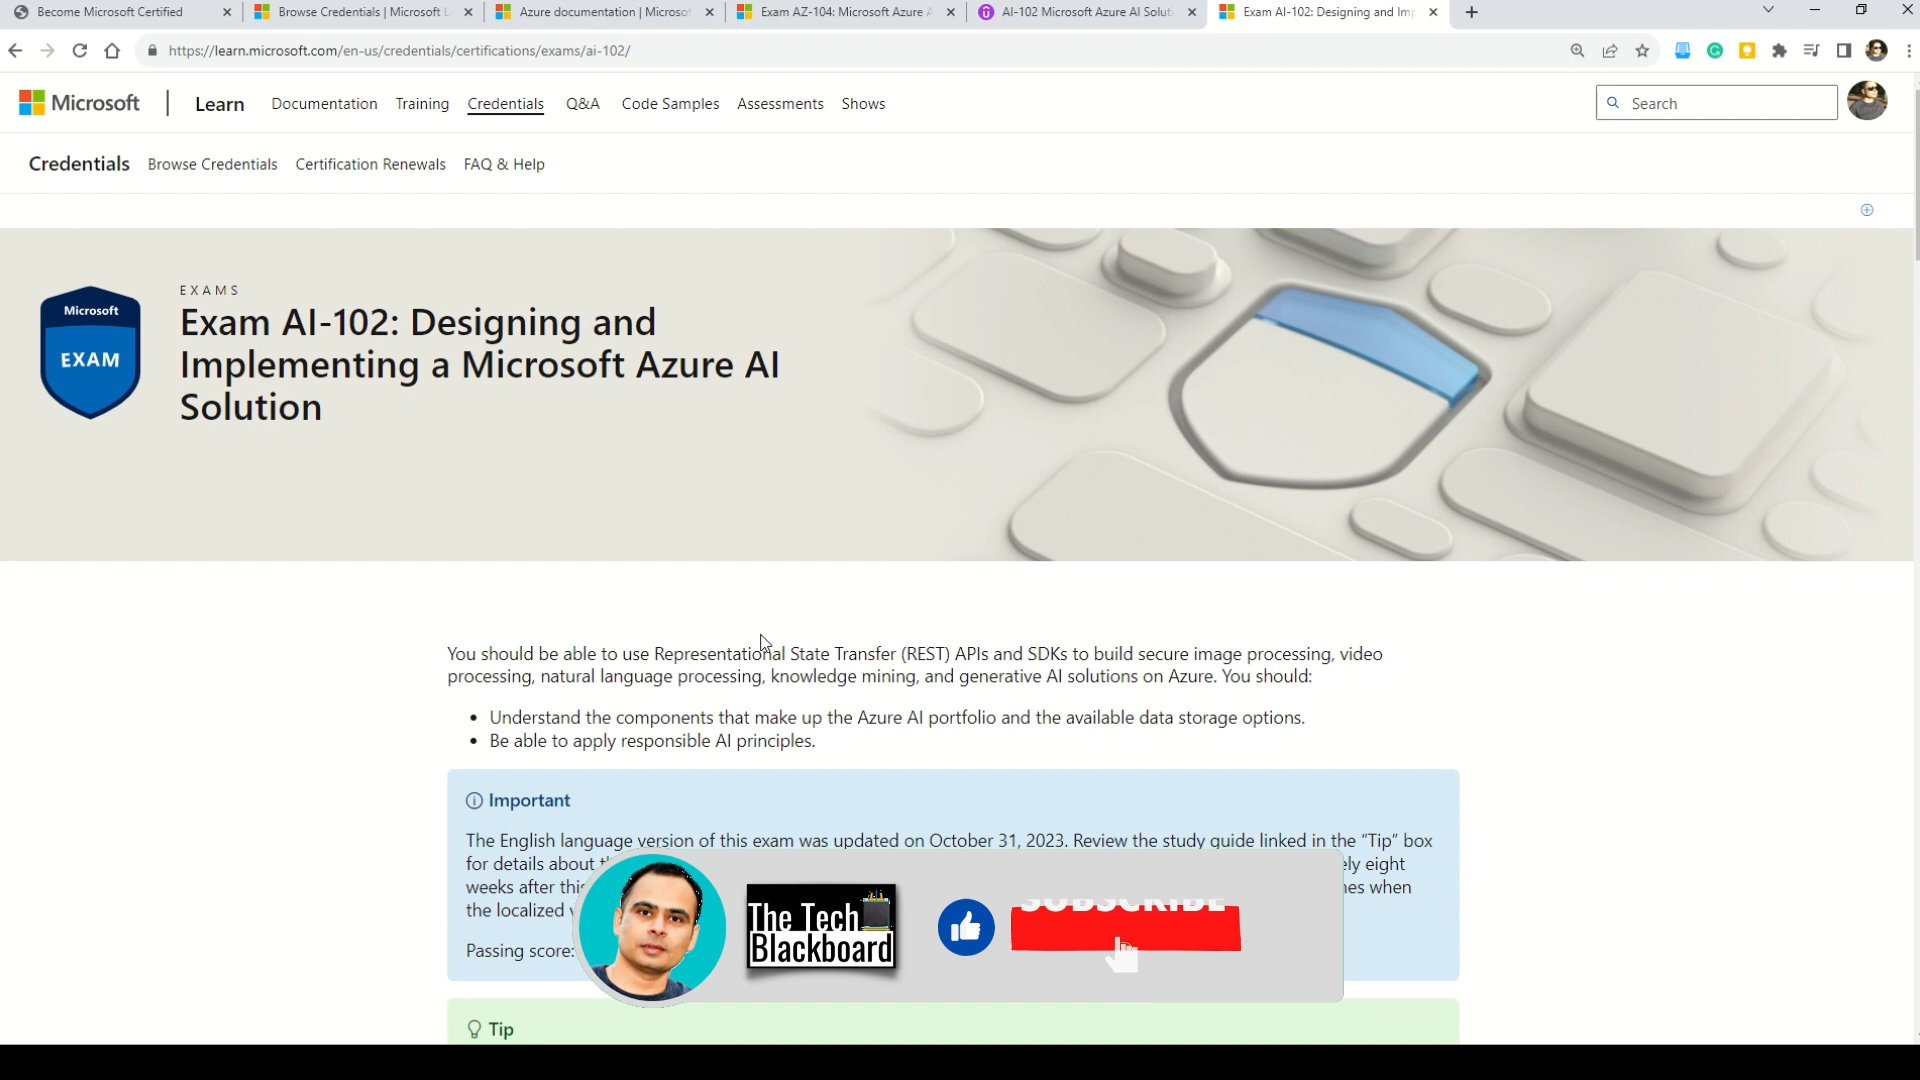 Become Microsoft Certified
Browse Credentials | Microsoft L
Azure documentation | Microsof
Exam AZ-104: Microsoft Azure A
AI-102 Microsoft Azure AI Soluti
Exam AI-102: Designing and Imp
https://learn.microsoft.com/en-us/credentials/certifications/exams/ai-102/
Microsoft
Learn Documentation Training Credentials Q&A Code Samples Assessments Shows
Search
Credentials Browse Credentials Certification Renewals FAQ & Help
Microsoft
EXAM
EXAMS
Exam AI-102: Designing and
Implementing a Microsoft Azure AI
Solution
You should be able to use Representational State Transfer (REST) APIs and SDKs to build secure image processing, video
processing, natural language processing, knowledge mining, and generative AI solutions on Azure. You should:
• Understand the components that make up the Azure AI portfolio and the available data storage options.
• Be able to apply responsible AI principles.
Important
The English language version of this exam was updated on October 31, 2023. Review the study guide linked in the “Tip” box
for details about ely eight
weeks after when
the localized
Passing score:
The Tech
Blackboard
SUBSCRIBE
Tip